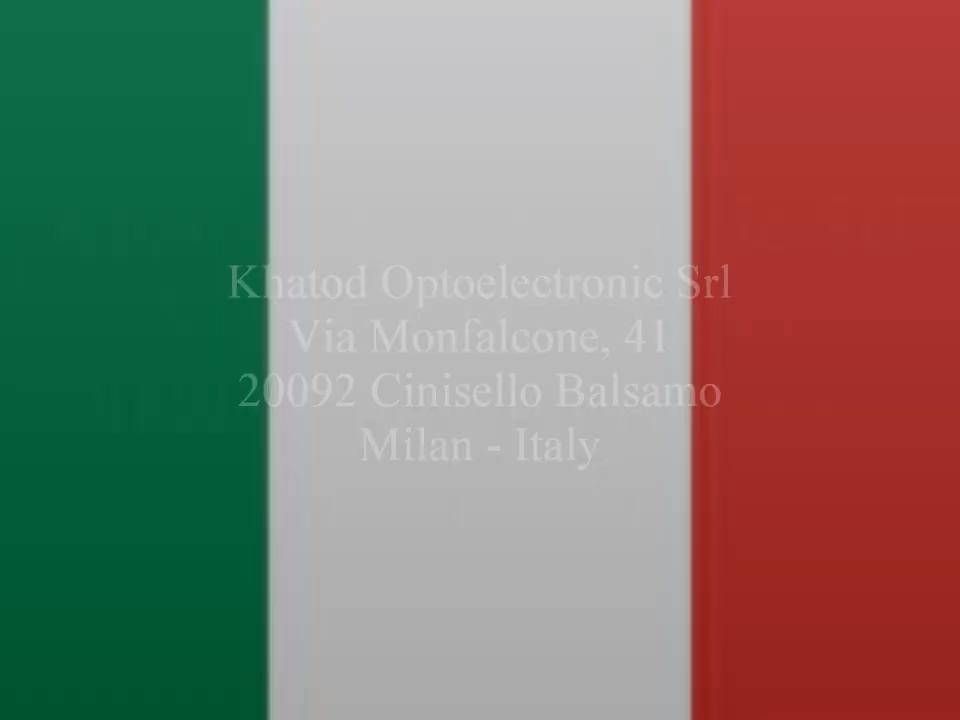 Khatod Optoelectronic Srl
Via Monfalcone, 41
20092 Cinisello Balsamo
Milan - Italy